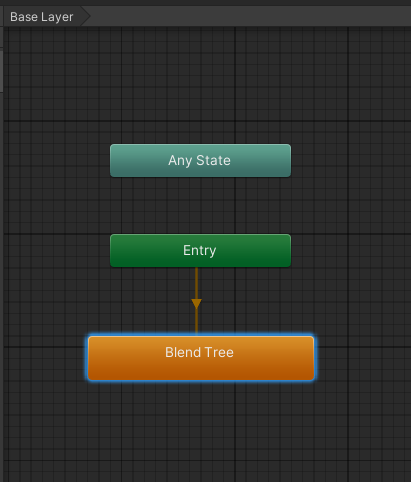 Base Layer
Any State
Entry
Blend Tree